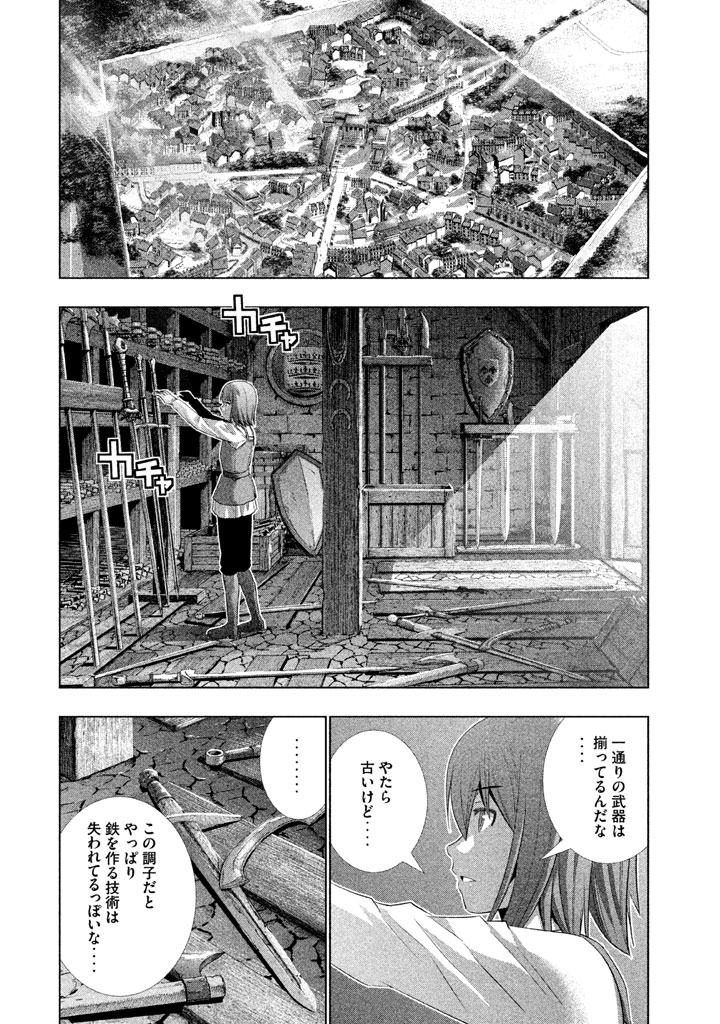 カチャ
カチャ
一通りの武器は
揃ってるんだな
‥‥
やたら
古いけど‥‥
‥‥‥‥
この調子だと
やっぱり
鉄を作る技術は
失われてるっぽいな‥‥